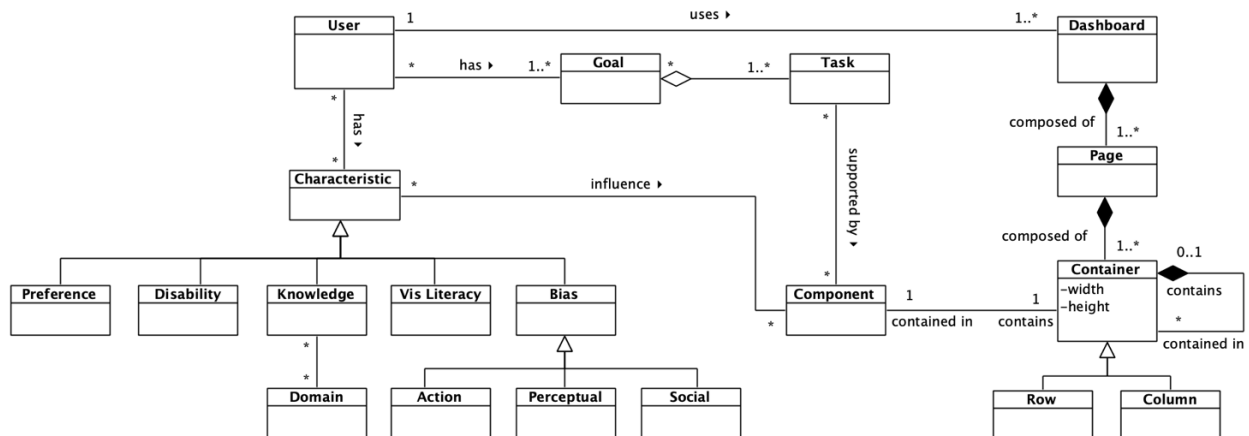 User
1
uses ▸
1..*
Dashboard
*
has ▸
1..*
Goal
*
1..*
Task
*
has ▸
*
composed of
1..*
Page
*
supported by ▸
*
Characteristic
*
influence ▸
*
composed of
1..*
Container
-width
-height
0..1
contains
*
contained in
Preference
Disability
Knowledge
Vis Literacy
Bias
Component
1
contained in
1
contains
*
*
Domain
Action
Perceptual
Social
Row
Column